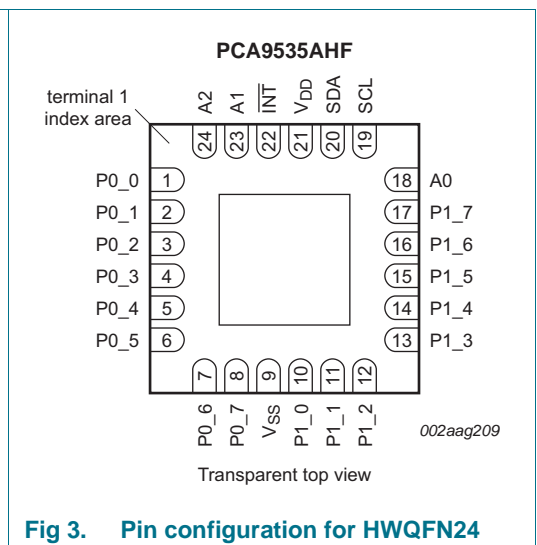 PCA9535AHF
terminal 1
index area
A2
A1
INT
VDD
SDA
SCL
24
23
22
21
20
19
P0_0 1
P0_1 2
P0_2 3
P0_3 4
P0_4 5
P0_5 6
18 A0
17 P1_7
16 P1_6
15 P1_5
14 P1_4
13 P1_3
7
8
9
10
11
12
P0_6
P0_7
VSS
P1_0
P1_1
P1_2
002aag209
Transparent top view
Fig 3. Pin configuration for HWQFN24